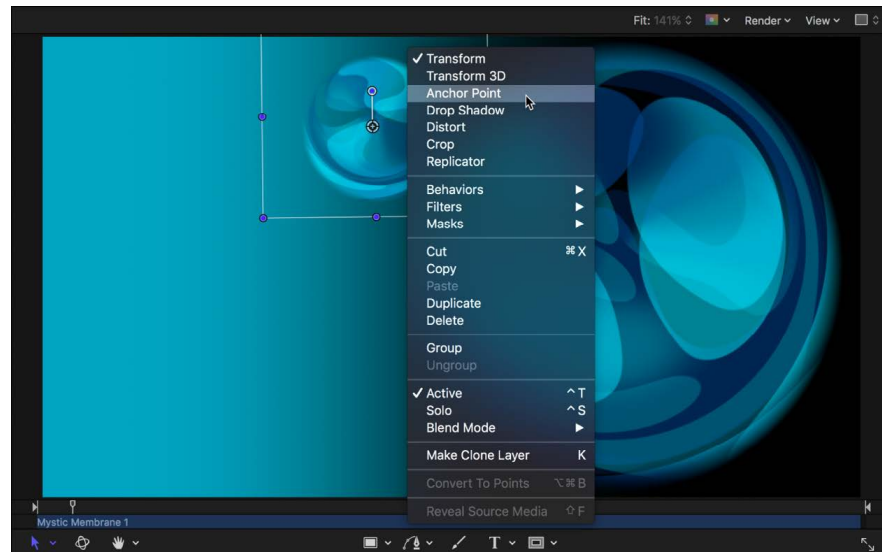 Fit: 141% Render View
✓ Transform
Transform 3D
Anchor Point
Drop Shadow
Distort
Crop
Replicator
Behaviors ▶
Filters ▶
Masks ▶
Cut ⌘ X
Copy
Paste
Duplicate
Delete
Group
Ungroup
✓ Active ^ T
Solo ^ S
Blend Mode ▶
Make Clone Layer K
Convert To Points ⌥⌘ B
Reveal Source Media ⇧ F
Mystic Membrane 1
T